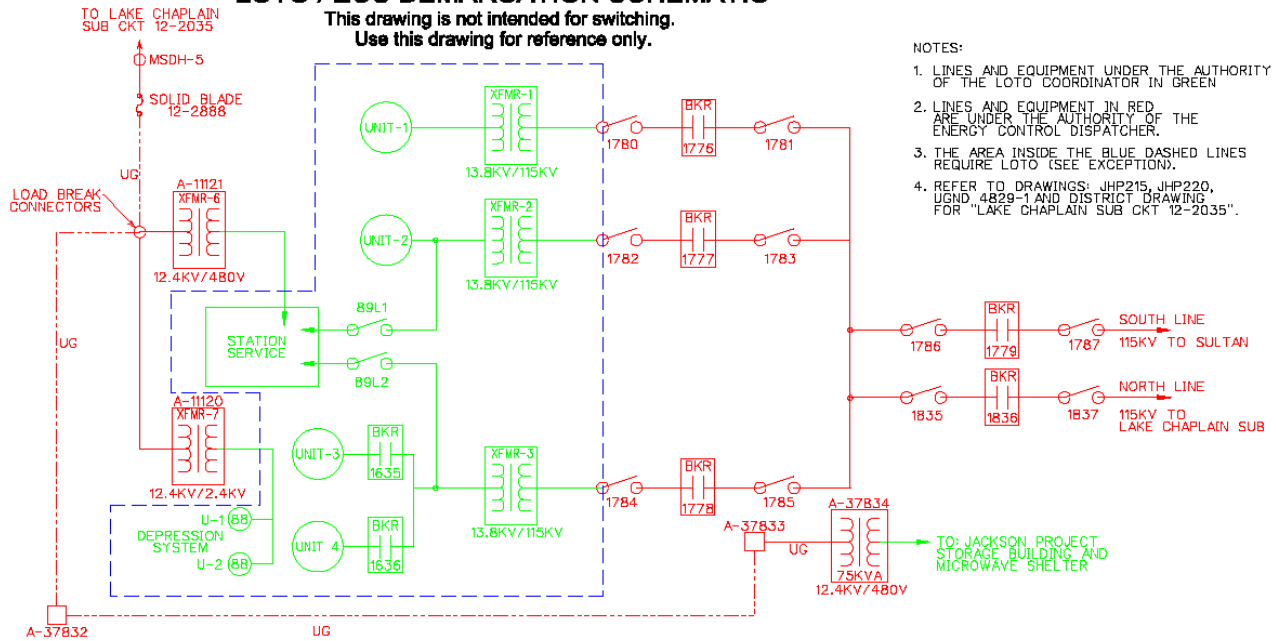 This drawing is not intended for switching.
Use this drawing for reference only.
TO LAKE CHAPLAIN
SUB CKT 12-2035
MSDH-5
SOLID BLADE
12-2888
UG
LOAD BREAK
CONNECTORS
A-11121
XFMR-6
12.4KV/480V
UG
STATION
SERVICE
89L1
89L2
A-11120
XFMR-7
12.4KV/2.4KV
U-1
88
DEPRESSION
SYSTEM
U-2
88
UNIT-1
XFMR-1
13.8KV/115KV
UNIT-2
XFMR-2
13.8KV/115KV
UNIT-3
BKR
1635
UNIT 4
BKR
1636
XFMR-3
13.8KV/115KV
1780
BKR
1776
1781
1782
BKR
1777
1783
1784
BKR
1778
1785
1786
BKR
1779
1787
SOUTH LINE
115KV TO SULTAN
1835
BKR
1836
1837
NORTH LINE
115KV TO
LAKE CHAPLAIN SUB
A-37833
UG
A-37834
75KVA
12.4KV/480V
TO: JACKSON PROJECT
STORAGE BUILDING AND
MICROWAVE SHELTER
A-37832
UG
NOTES:
1. LINES AND EQUIPMENT UNDER THE AUTHORITY
OF THE LOTO COORDINATOR IN GREEN
2. LINES AND EQUIPMENT IN RED
ARE UNDER THE AUTHORITY OF THE
ENERGY CONTROL DISPATCHER.
3. THE AREA INSIDE THE BLUE DASHED LINES
REQUIRE LOTO (SEE EXCEPTION).
4. REFER TO DRAWINGS: JHP215, JHP220,
UGND 4829-1 AND DISTRICT DRAWING
FOR "LAKE CHAPLAIN SUB CKT 12-2035".